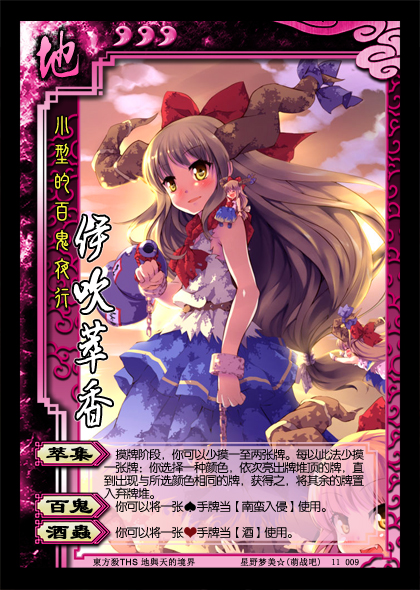 地
小型的百鬼夜行
伊吹萃香
萃集
摸牌阶段，你可以少摸一至两张牌。每以此法少摸
一张牌：你选择一种颜色，依次亮出牌堆顶的牌，直
到出现与所选颜色相同的牌，获得之，将其余的牌置
入弃牌堆。
百鬼
你可以将一张♠手牌当【南蛮入侵】使用。
酒蟲
你可以将一张♥手牌当【酒】使用。
東方殺THS 地與天的境界 星野梦美☆(萌战吧) 11 009